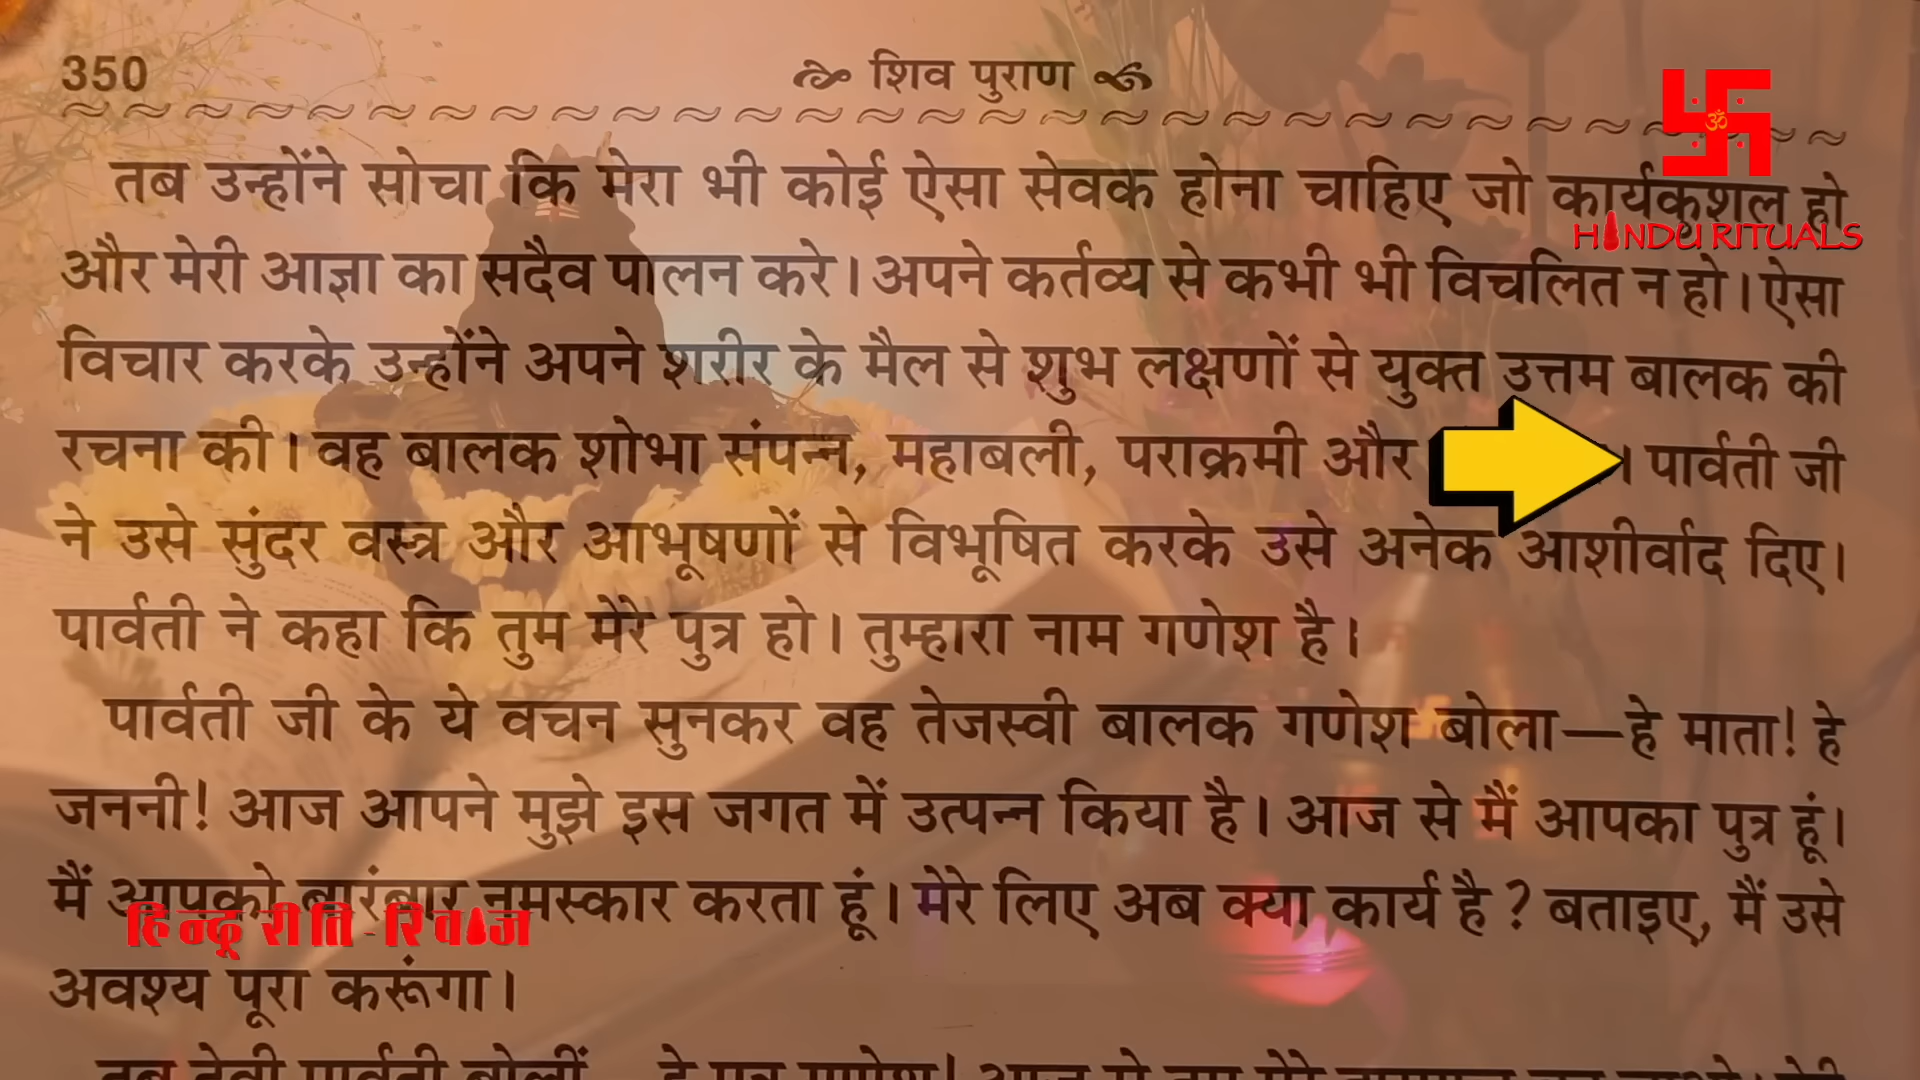 350
शिव पुराण
ॐ
तब उन्होंने सोचा कि मेरा भी कोई ऐसा सेवक होना चाहिए जो कार्यकुशल हो
HINDU RITUALS
और मेरी आज्ञा का सदैव पालन करे। अपने कर्तव्य से कभी भी विचलित न हो। ऐसा
विचार करके उन्होंने अपने शरीर के मैल से शुभ लक्षणों से युक्त उत्तम बालक की
रचना की। वह बालक शोभा संपन्न, महाबली, पराक्रमी और । पार्वती जी
ने उसे सुंदर वस्त्र और आभूषणों से विभूषित करके उसे अनेक आशीर्वाद दिए।
पार्वती ने कहा कि तुम मेरे पुत्र हो। तुम्हारा नाम गणेश है।
पार्वती जी के ये वचन सुनकर वह तेजस्वी बालक गणेश बोला—हे माता! हे
जननी! आज आपने मुझे इस जगत में उत्पन्न किया है। आज से मैं आपका पुत्र हूं।
मैं आपको बारंबार नमस्कार करता हूं। मेरे लिए अब क्या कार्य है ? बताइए, मैं उसे
हिन्दू रीति-रिवाज
अवश्य पूरा करूंगा।
तब देवी पार्वती बोलीं